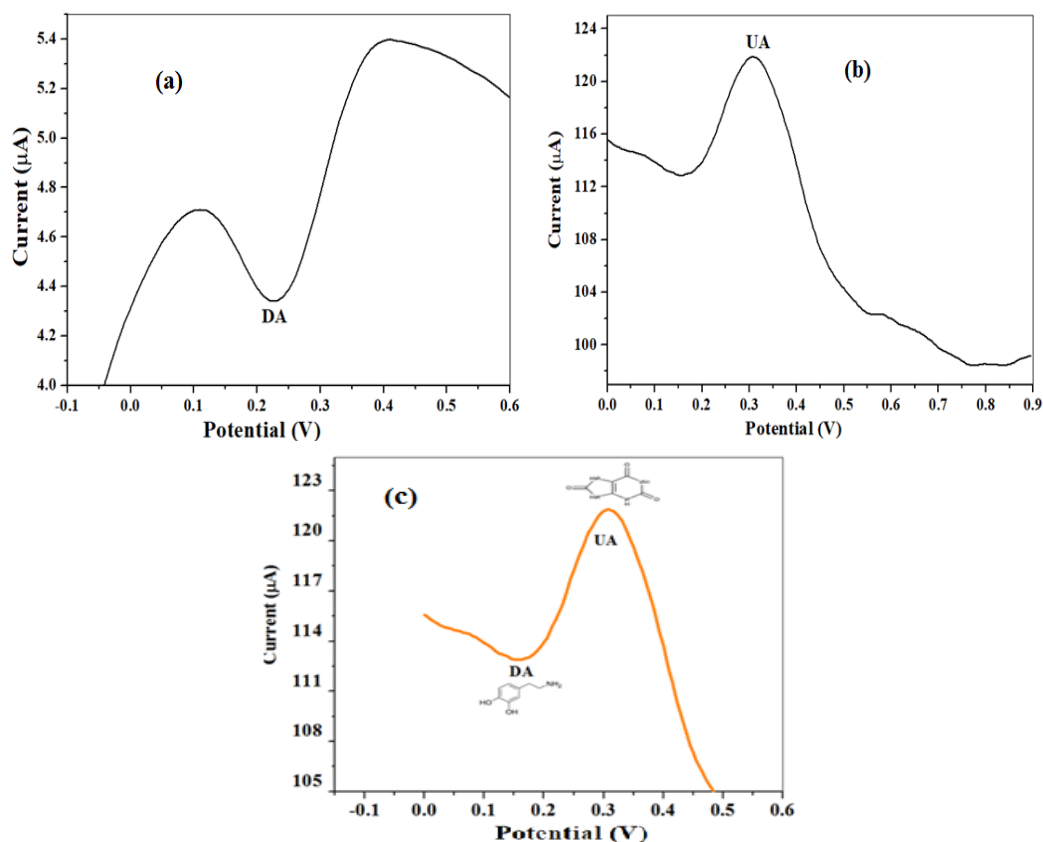 (a)
5.4
5.2
5.0
4.8
4.6
4.4
4.2
4.0
Current (μA)
DA
-0.1 0.0 0.1 0.2 0.3 0.4 0.5 0.6
Potential (V)
UA
(b)
124
120
116
112
108
104
100
Current (μA)
0.0 0.1 0.2 0.3 0.4 0.5 0.6 0.7 0.8 0.9
Potential (V)
(c)
123
120
117
114
111
108
105
Current (μA)
UA
DA
HO
OH
NH₂
-0.1 0.0 0.1 0.2 0.3 0.4 0.5 0.6
Potential (V)